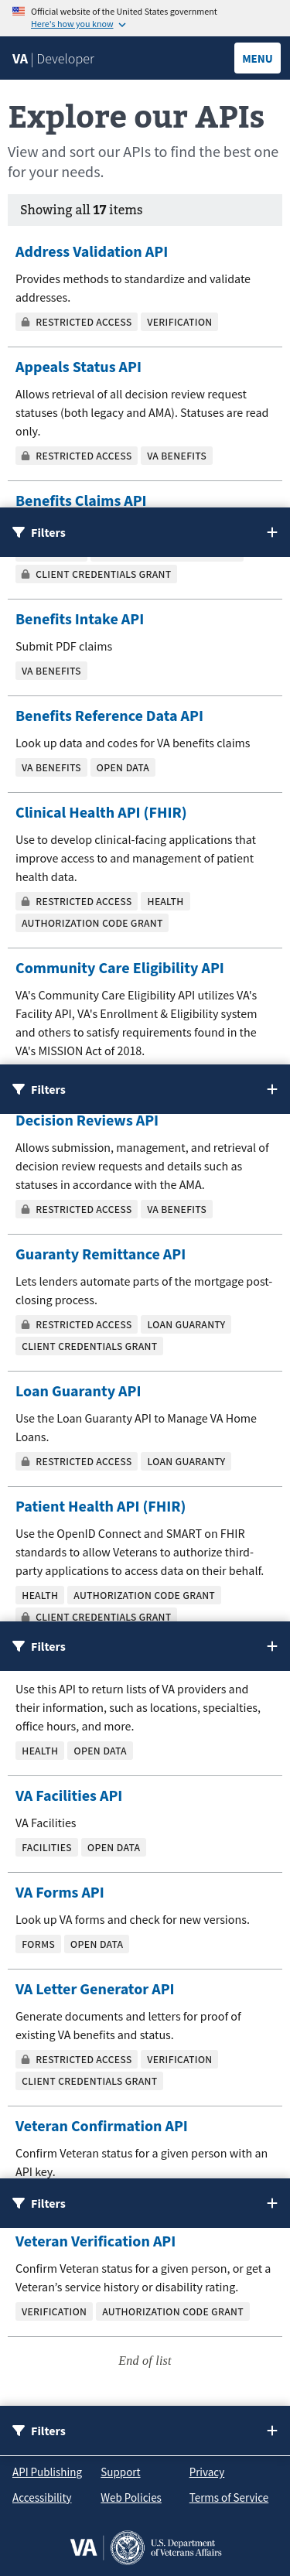 Official website of the United States government
Here's how you know
VA | Developer
MENU
Explore our APIs
View and sort our APIs to find the best one
for your needs.
Showing all 17 items
Address Validation API
Provides methods to standardize and validate
addresses.
RESTRICTED ACCESS VERIFICATION
Appeals Status API
Allows retrieval of all decision review request
statuses (both legacy and AMA). Statuses are read
only.
RESTRICTED ACCESS VA BENEFITS
Benefits Claims API
Filters
CLIENT CREDENTIALS GRANT
Benefits Intake API
Submit PDF claims
VA BENEFITS
Benefits Reference Data API
Look up data and codes for VA benefits claims
VA BENEFITS OPEN DATA
Clinical Health API (FHIR)
Use to develop clinical-facing applications that
improve access to and management of patient
health data.
RESTRICTED ACCESS HEALTH
AUTHORIZATION CODE GRANT
Community Care Eligibility API
VA's Community Care Eligibility API utilizes VA's
Facility API, VA's Enrollment & Eligibility system
and others to satisfy requirements found in the
VA's MISSION Act of 2018.
Filters
Decision Reviews API
Allows submission, management, and retrieval of
decision review requests and details such as
statuses in accordance with the AMA.
RESTRICTED ACCESS VA BENEFITS
Guaranty Remittance API
Lets lenders automate parts of the mortgage post-
closing process.
RESTRICTED ACCESS LOAN GUARANTY
CLIENT CREDENTIALS GRANT
Loan Guaranty API
Use the Loan Guaranty API to Manage VA Home
Loans.
RESTRICTED ACCESS LOAN GUARANTY
Patient Health API (FHIR)
Use the OpenID Connect and SMART on FHIR
standards to allow Veterans to authorize third-
party applications to access data on their behalf.
HEALTH AUTHORIZATION CODE GRANT
CLIENT CREDENTIALS GRANT
Filters
Use this API to return lists of VA providers and
their information, such as locations, specialties,
office hours, and more.
HEALTH OPEN DATA
VA Facilities API
VA Facilities
FACILITIES OPEN DATA
VA Forms API
Look up VA forms and check for new versions.
FORMS OPEN DATA
VA Letter Generator API
Generate documents and letters for proof of
existing VA benefits and status.
RESTRICTED ACCESS VERIFICATION
CLIENT CREDENTIALS GRANT
Veteran Confirmation API
Confirm Veteran status for a given person with an
API key.
Filters
Veteran Verification API
Confirm Veteran status for a given person, or get a
Veteran's service history or disability rating.
VERIFICATION AUTHORIZATION CODE GRANT
End of list
Filters
API Publishing Support Privacy
Accessibility Web Policies Terms of Service
VA U.S. Department
of Veterans Affairs